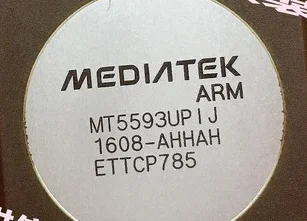 MEDIATEK
ARM
MT5593UPIJ
1608-AHHAH
ETTCP785